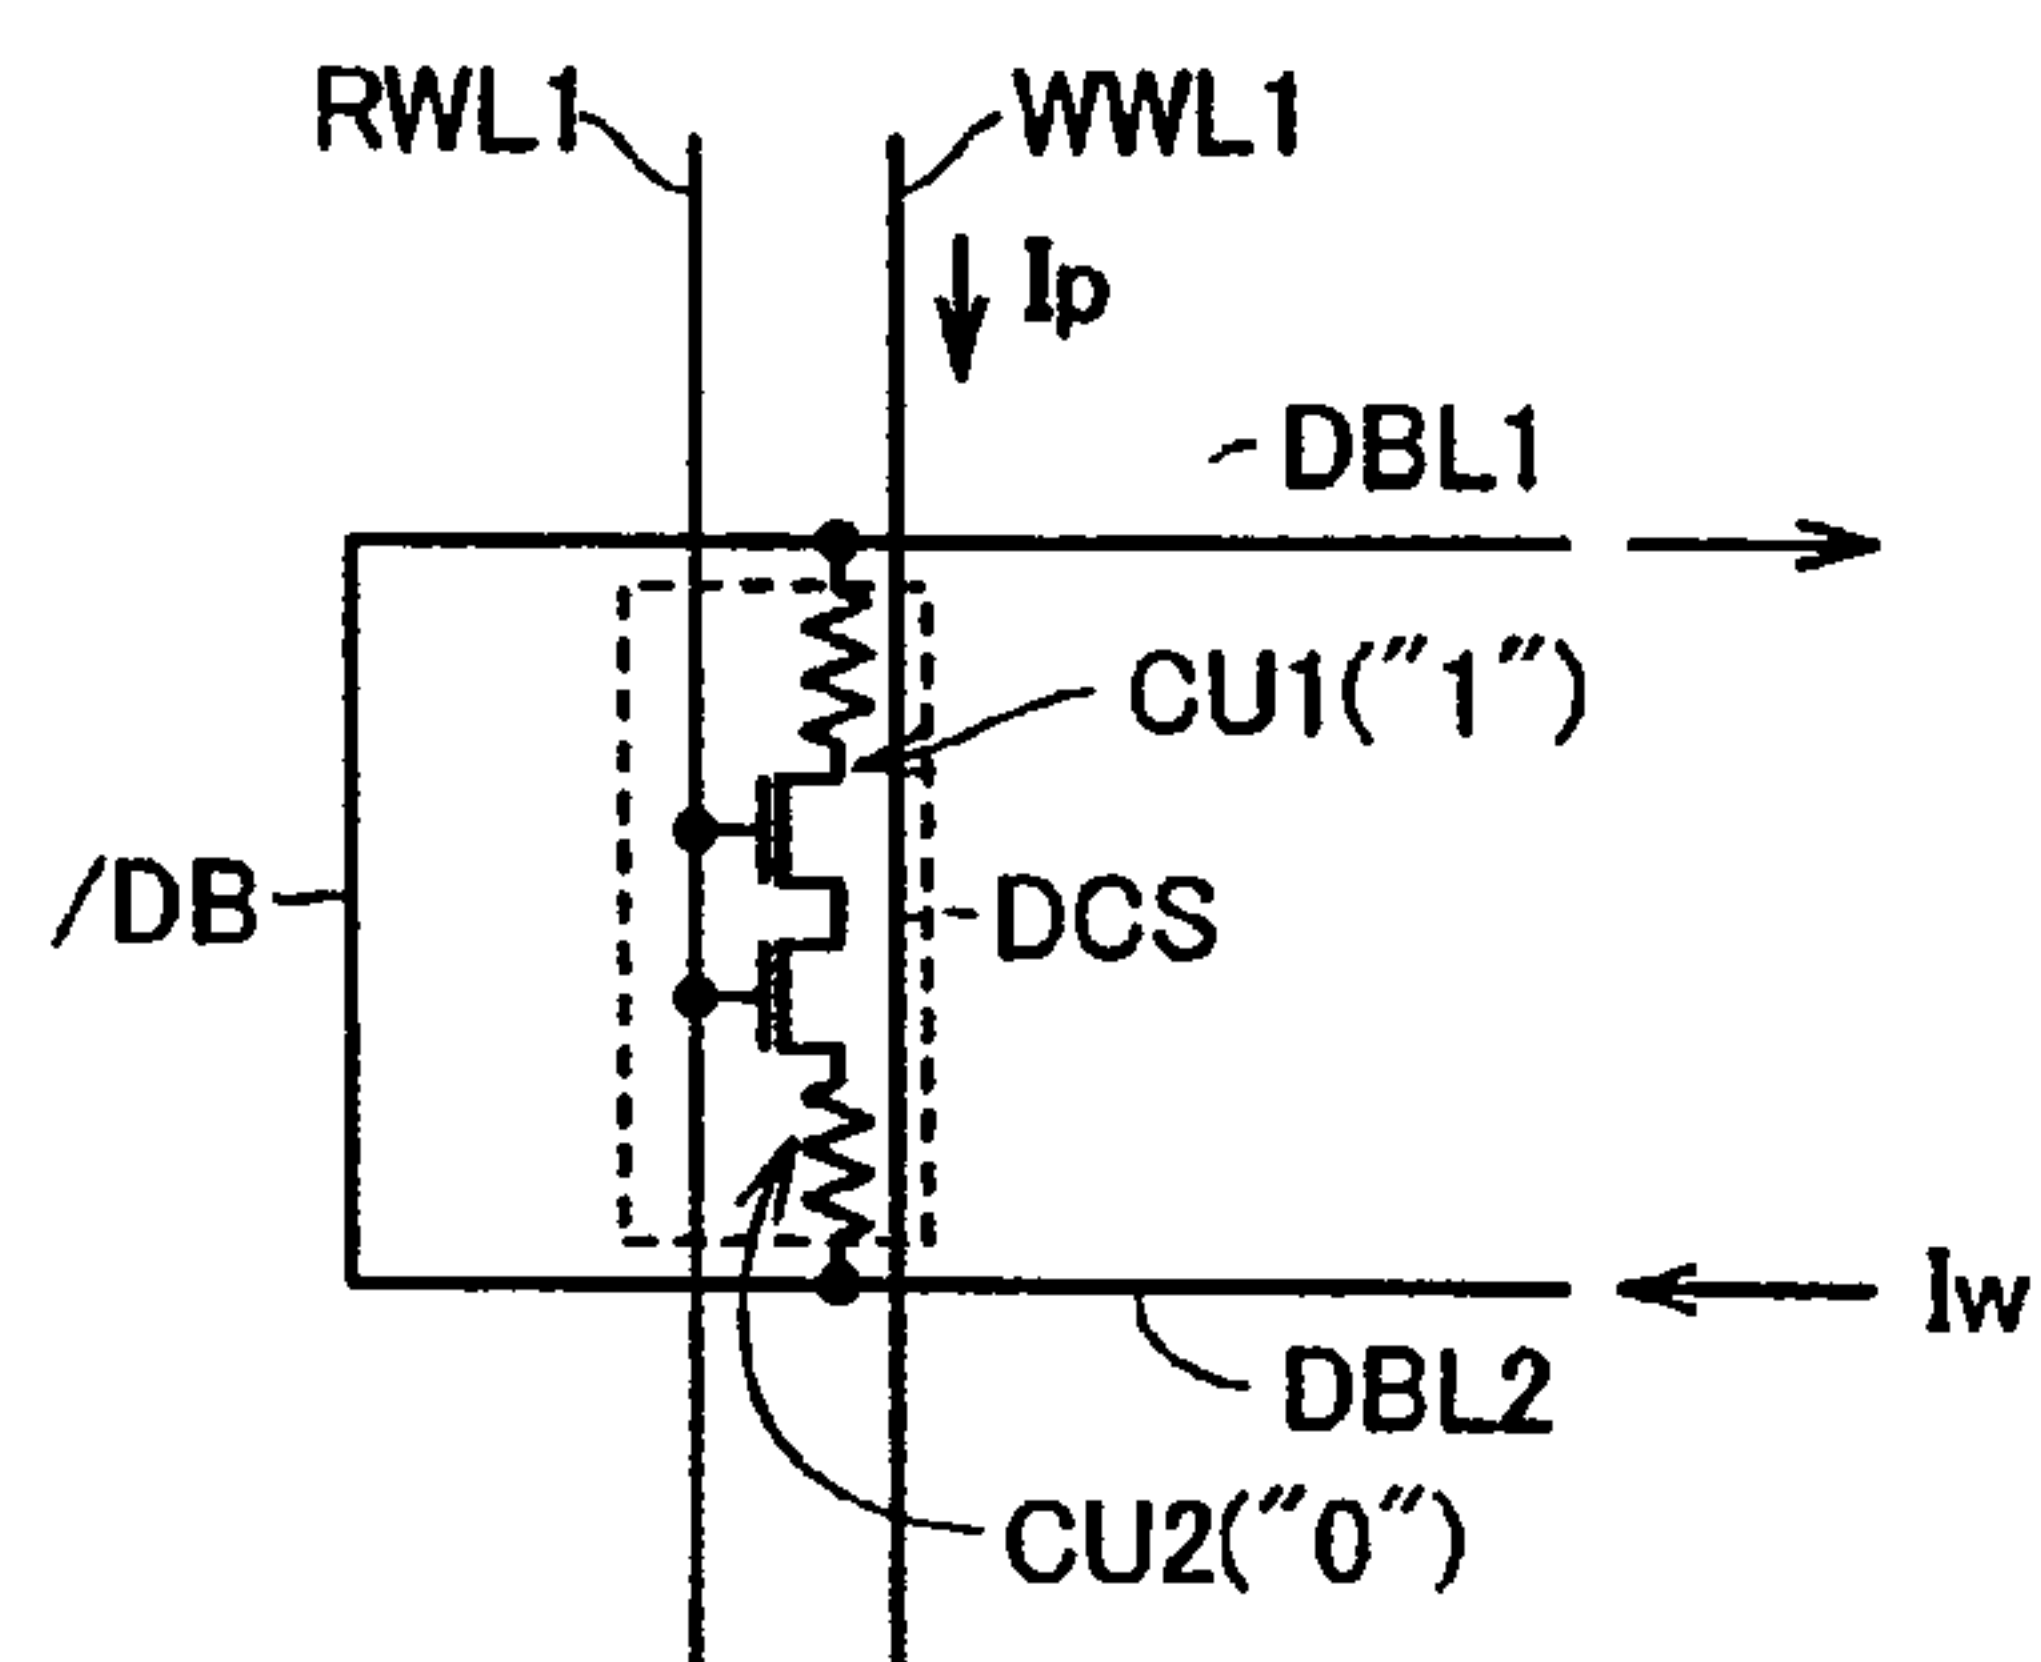 RWL1
WWL1
Ip
DBL1
CU1("1")
/DB
DCS
Iw
DBL2
CU2("0")